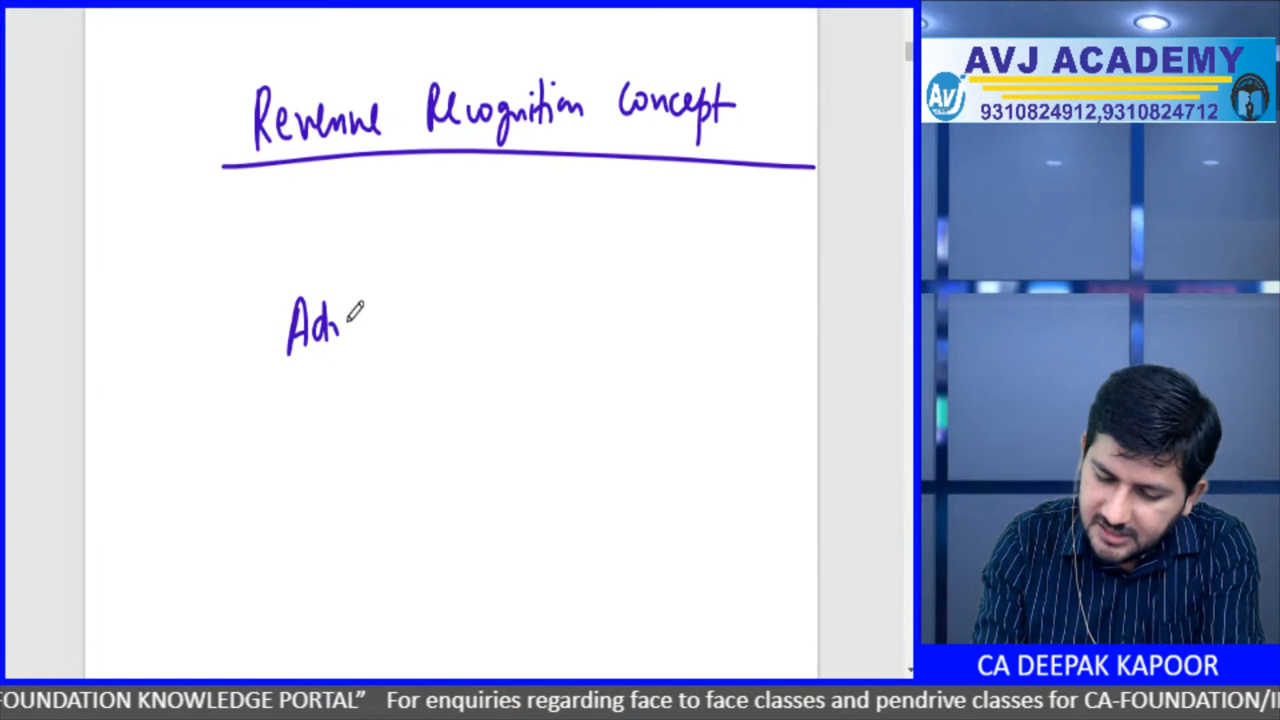 Revenue Recognition Concept
AVJ ACADEMY
AVJ
9310824912,9310824712
CA DEEPAK KAPOOR
FOUNDATION KNOWLEDGE PORTAL” For enquiries regarding face to face classes and pendrive classes for CA-FOUNDATION/I